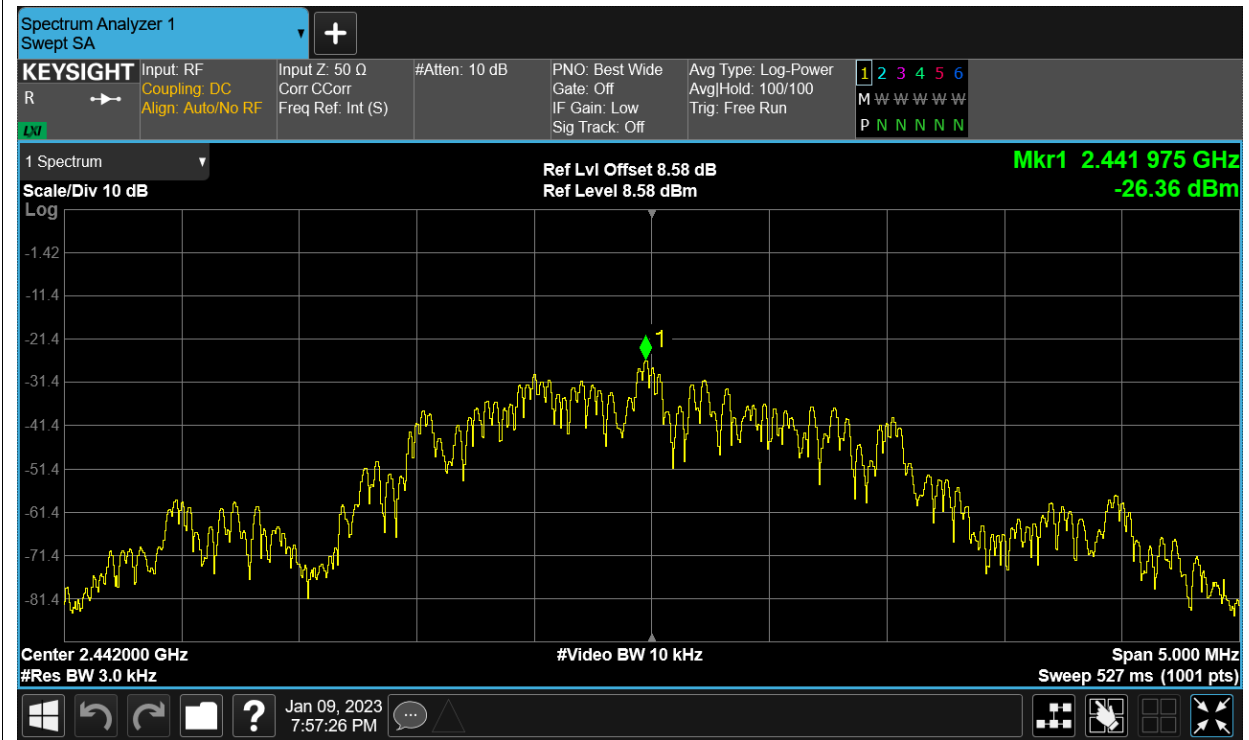 Spectrum Analyzer 1
Swept SA
KEYSIGHT
R
LXI
Input: RF
Coupling: DC
Align: Auto/No RF
Input Z: 50 Ω
Corr CCorr
Freq Ref: Int (S)
#Atten: 10 dB
PNO: Best Wide
Gate: Off
IF Gain: Low
Sig Track: Off
Avg Type: Log-Power
Avg|Hold: 100/100
Trig: Free Run
1 2 3 4 5 6
M W W W W W
P N N N N N
1 Spectrum
Scale/Div 10 dB
Log
Ref Lvl Offset 8.58 dB
Ref Level 8.58 dBm
Mkr1 2.441 975 GHz
-26.36 dBm
-1.42
-11.4
-21.4
-31.4
-41.4
-51.4
-61.4
-71.4
-81.4
1
Center 2.442000 GHz
#Res BW 3.0 kHz
#Video BW 10 kHz
Span 5.000 MHz
Sweep 527 ms (1001 pts)
?
Jan 09, 2023
7:57:26 PM